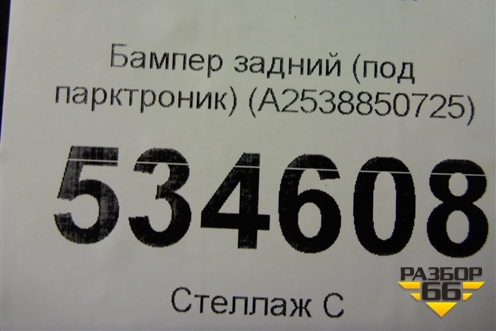 Бампер задний (под
парктроник) (A2538850725)
534608
Стеллаж С
РАЗБОР
66